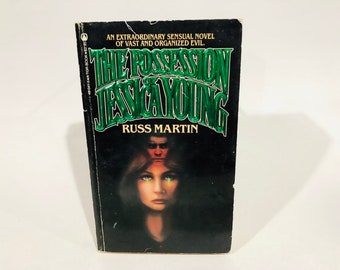 AN EXTRAORDINARY SENSUAL NOVEL
OF VAST AND ORGANIZED EVIL.
THE POSSESSION
OF
JESSICA YOUNG
RUSS MARTIN